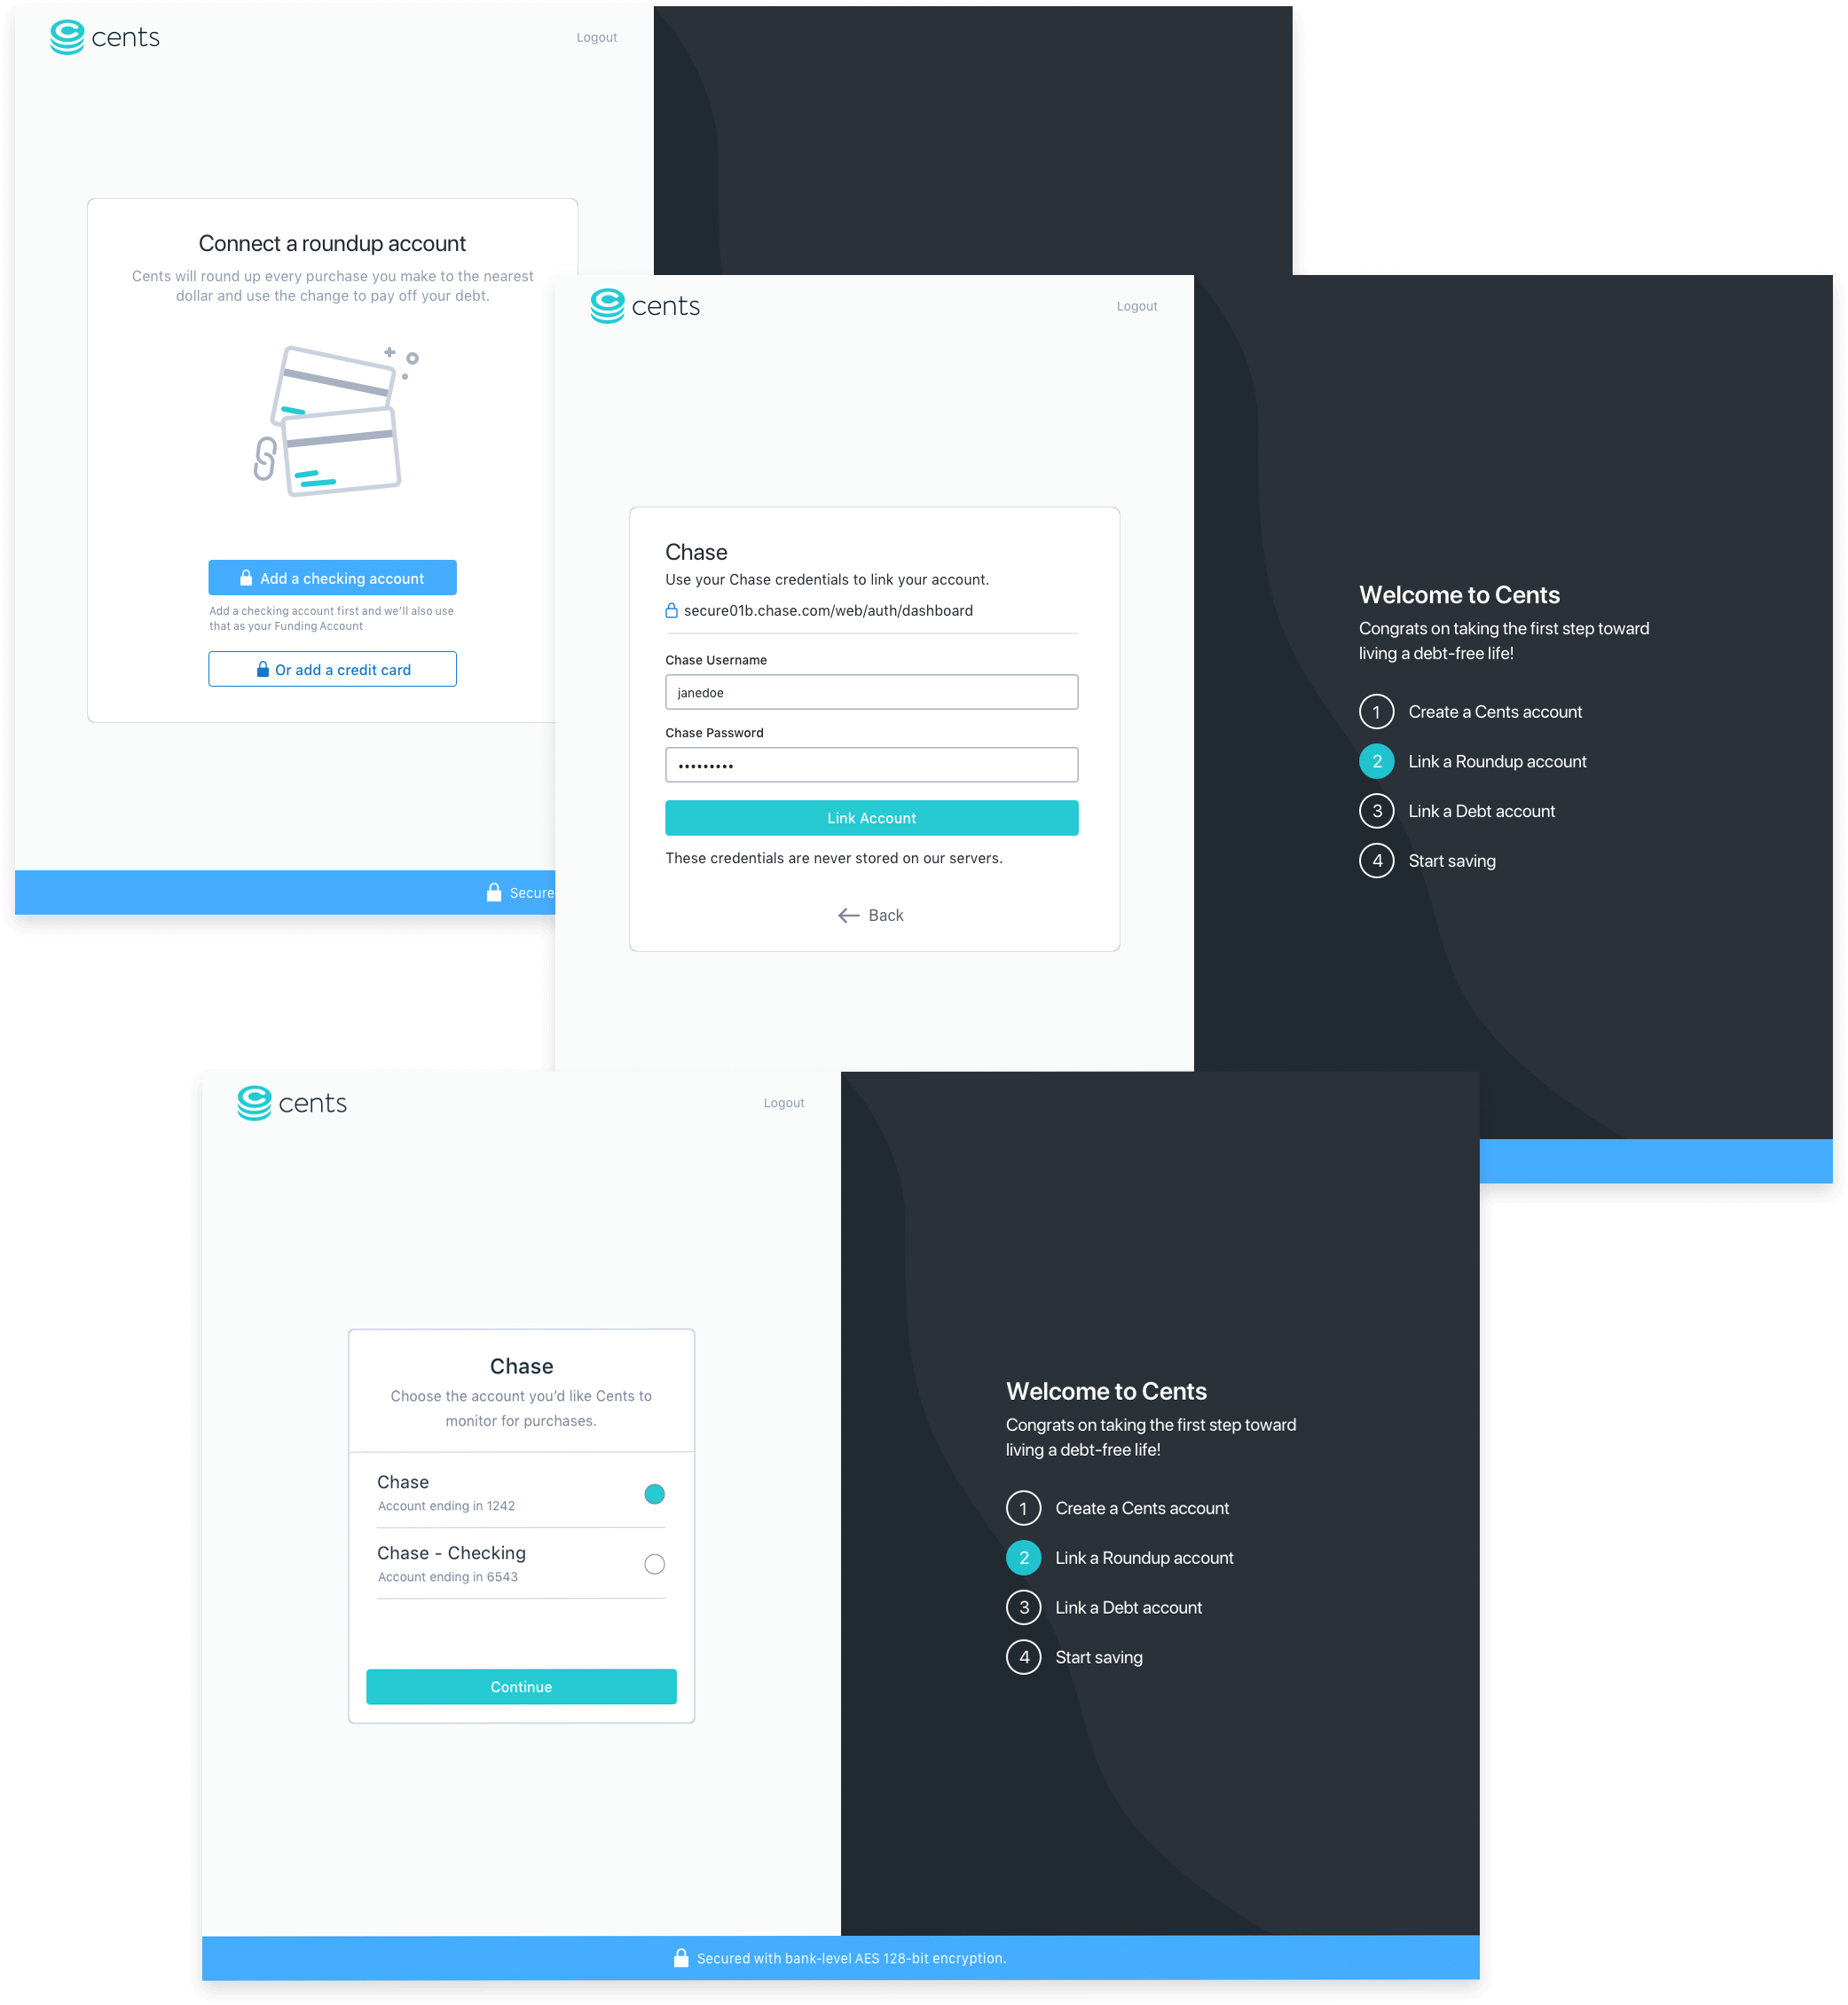 cents
Logout
Connect a roundup account
Cents will round up every purchase you make to the nearest
dollar and use the change to pay off your debt.
Add a checking account
Add a checking account first and we’ll also use
that as your Funding Account
Or add a credit card
Secure
cents
Logout
Chase
Use your Chase credentials to link your account.
secure01b.chase.com/web/auth/dashboard
Chase Username
janedoe
Chase Password
•••••••••
Link Account
These credentials are never stored on our servers.
Back
Welcome to Cents
Congrats on taking the first step toward
living a debt-free life!
1 Create a Cents account
2 Link a Roundup account
3 Link a Debt account
4 Start saving
cents
Logout
Chase
Choose the account you’d like Cents to
monitor for purchases.
Chase
Account ending in 1242
Chase - Checking
Account ending in 6543
Continue
Welcome to Cents
Congrats on taking the first step toward
living a debt-free life!
1 Create a Cents account
2 Link a Roundup account
3 Link a Debt account
4 Start saving
Secured with bank-level AES 128-bit encryption.